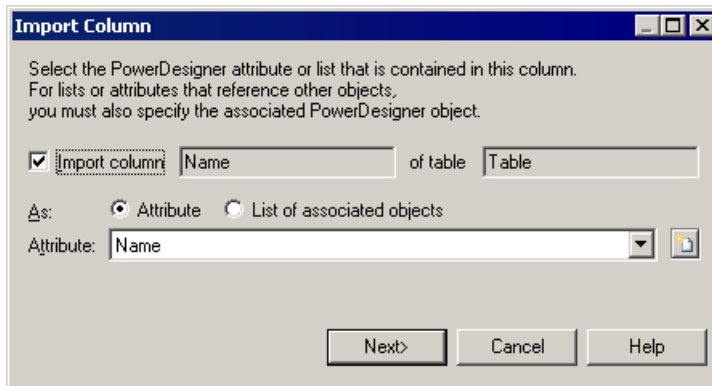 Import Column
Select the PowerDesigner attribute or list that is contained in this column.
For lists or attributes that reference other objects,
you must also specify the associated PowerDesigner object.
Import column Name of table Table
As: Attribute List of associated objects
Attribute: Name
Next> Cancel Help